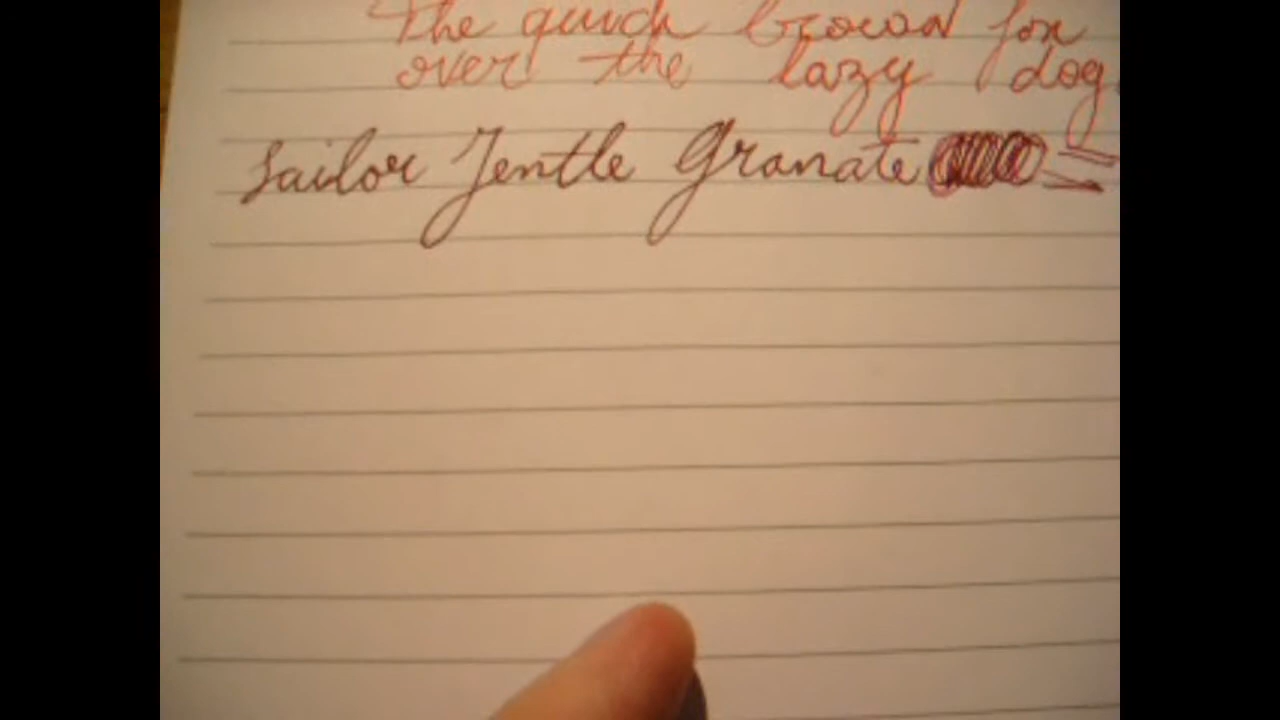 The quick brown fox
over the lazy dog.
Sailor Jentle Granate